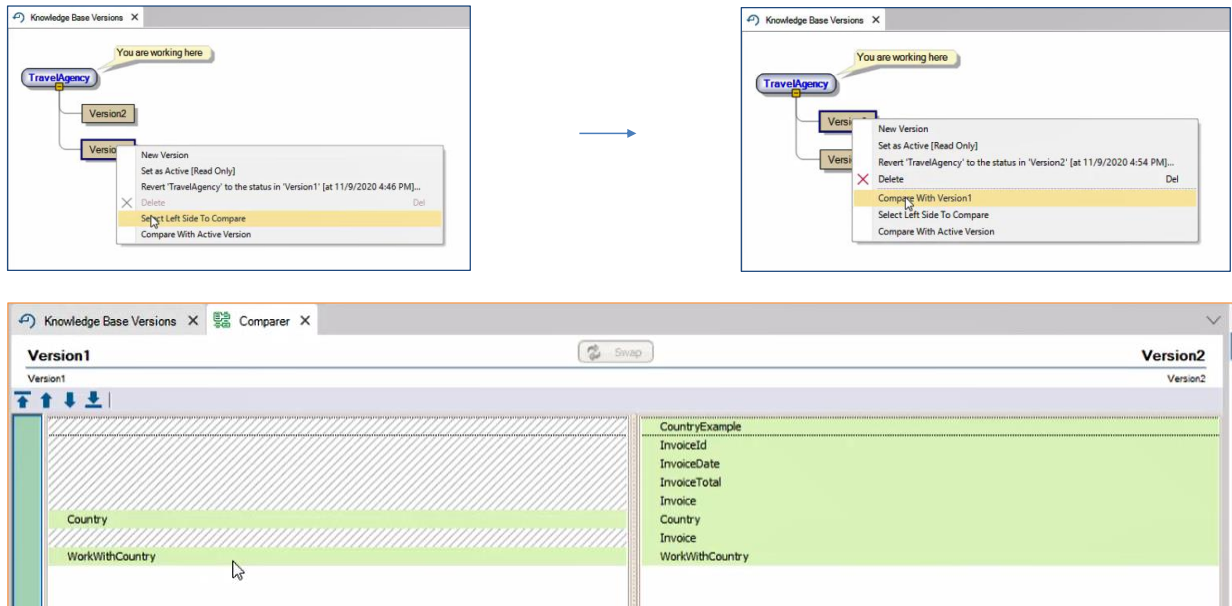 Knowledge Base Versions
You are working here
TravelAgency
Version2
Versio
New Version
Set as Active [Read Only]
Revert 'TravelAgency' to the status in 'Version1' [at 11/9/2020 4:46 PM]...
Delete Del
Select Left Side To Compare
Compare With Active Version
Knowledge Base Versions
You are working here
TravelAgency
Versi
Versi
New Version
Set as Active [Read Only]
Revert 'TravelAgency' to the status in 'Version2' [at 11/9/2020 4:54 PM]...
Delete Del
Compare With Version1
Select Left Side To Compare
Compare With Active Version
Knowledge Base Versions Comparer
Version1 Swap Version2
Version1 Version2
CountryExample
InvoiceId
InvoiceDate
InvoiceTotal
Invoice
Country Country
Invoice
WorkWithCountry WorkWithCountry